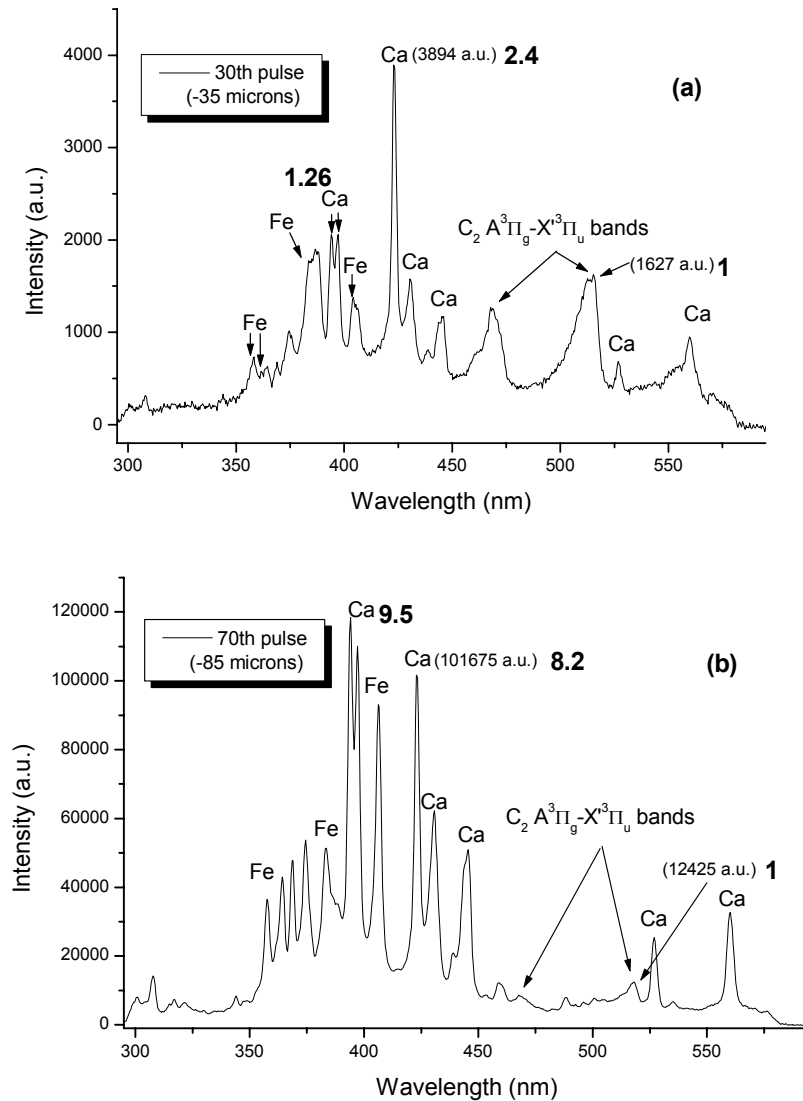 30th pulse
(-35 microns)
Ca (3894 a.u.) 2.4
(a)
1.26
Ca
Fe
Fe
Fe
Ca
Ca
C₂ A³Πg-X'³Πu bands
(1627 a.u.) 1
Ca
Ca
Intensity (a.u.)
4000
3000
2000
1000
0
300 350 400 450 500 550
Wavelength (nm)
70th pulse
(-85 microns)
Ca 9.5
Ca (101675 a.u.) 8.2
(b)
Fe
Ca
Fe
Fe
Ca
C₂ A³Πg-X'³Πu bands
(12425 a.u.) 1
Ca
Ca
Intensity (a.u.)
120000
100000
80000
60000
40000
20000
0
300 350 400 450 500 550
Wavelength (nm)